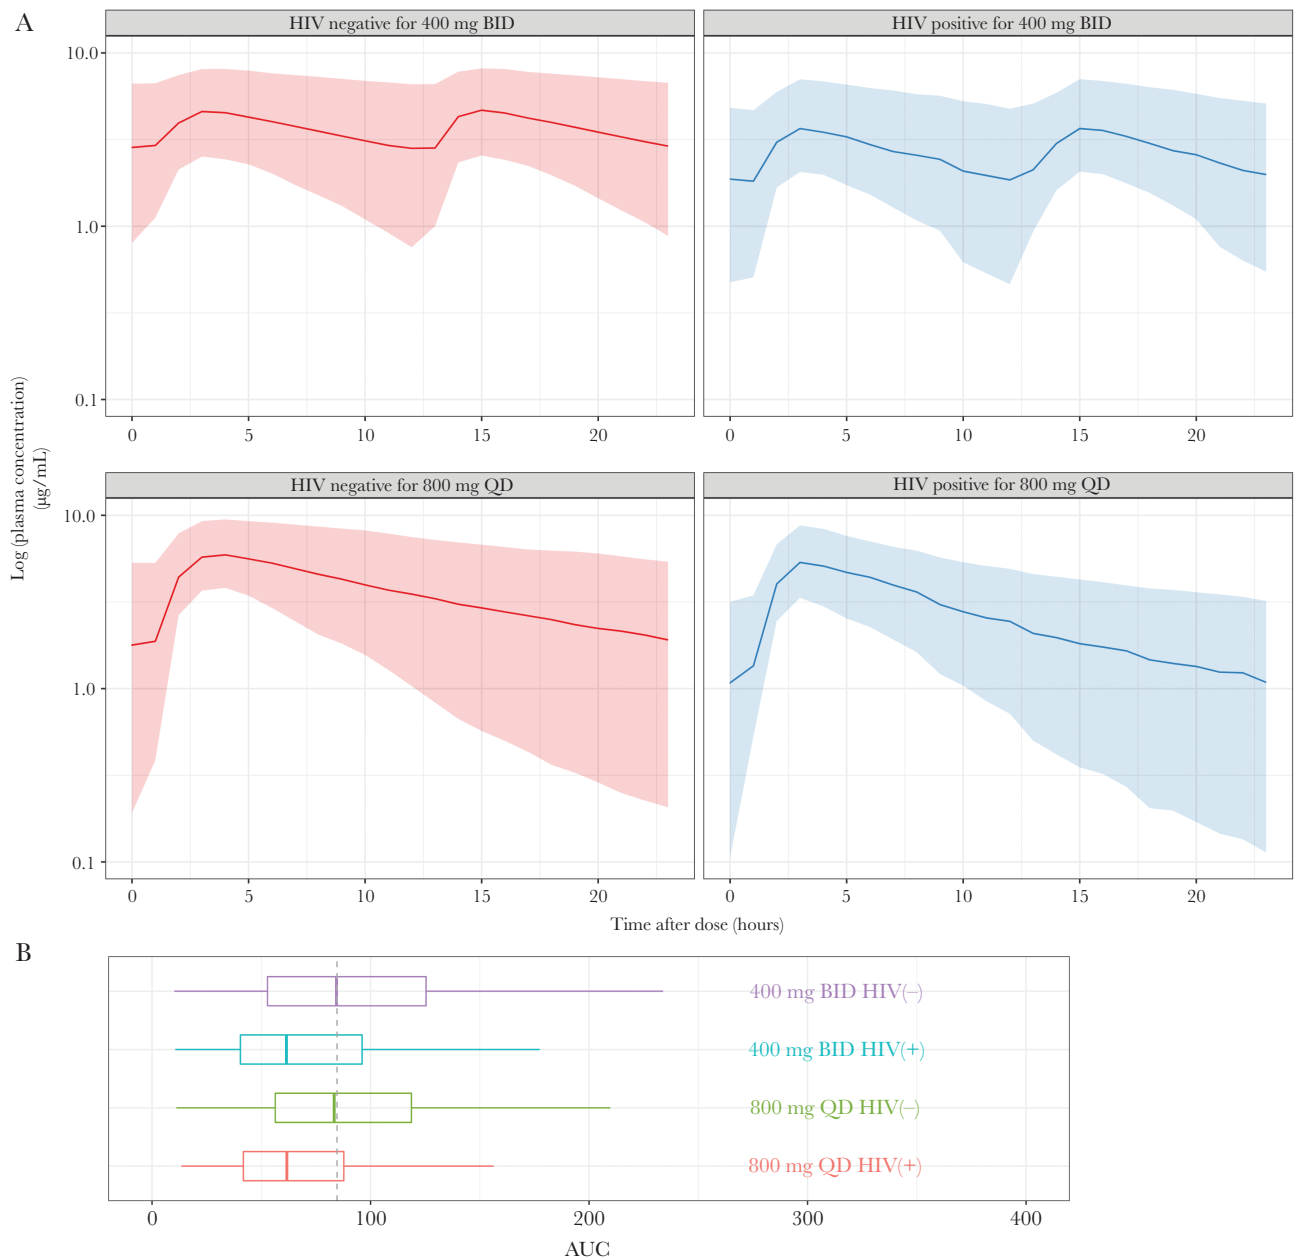 A
HIV negative for 400 mg BID
HIV positive for 400 mg BID
10.0
1.0
0.1
0 5 10 15 20
0 5 10 15 20
Log (plasma concentration)
(µg/mL)
HIV negative for 800 mg QD
HIV positive for 800 mg QD
10.0
1.0
0.1
0 5 10 15 20
0 5 10 15 20
Time after dose (hours)
B
400 mg BID HIV(–)
400 mg BID HIV(+)
800 mg QD HIV(–)
800 mg QD HIV(+)
0 100 200 300 400
AUC